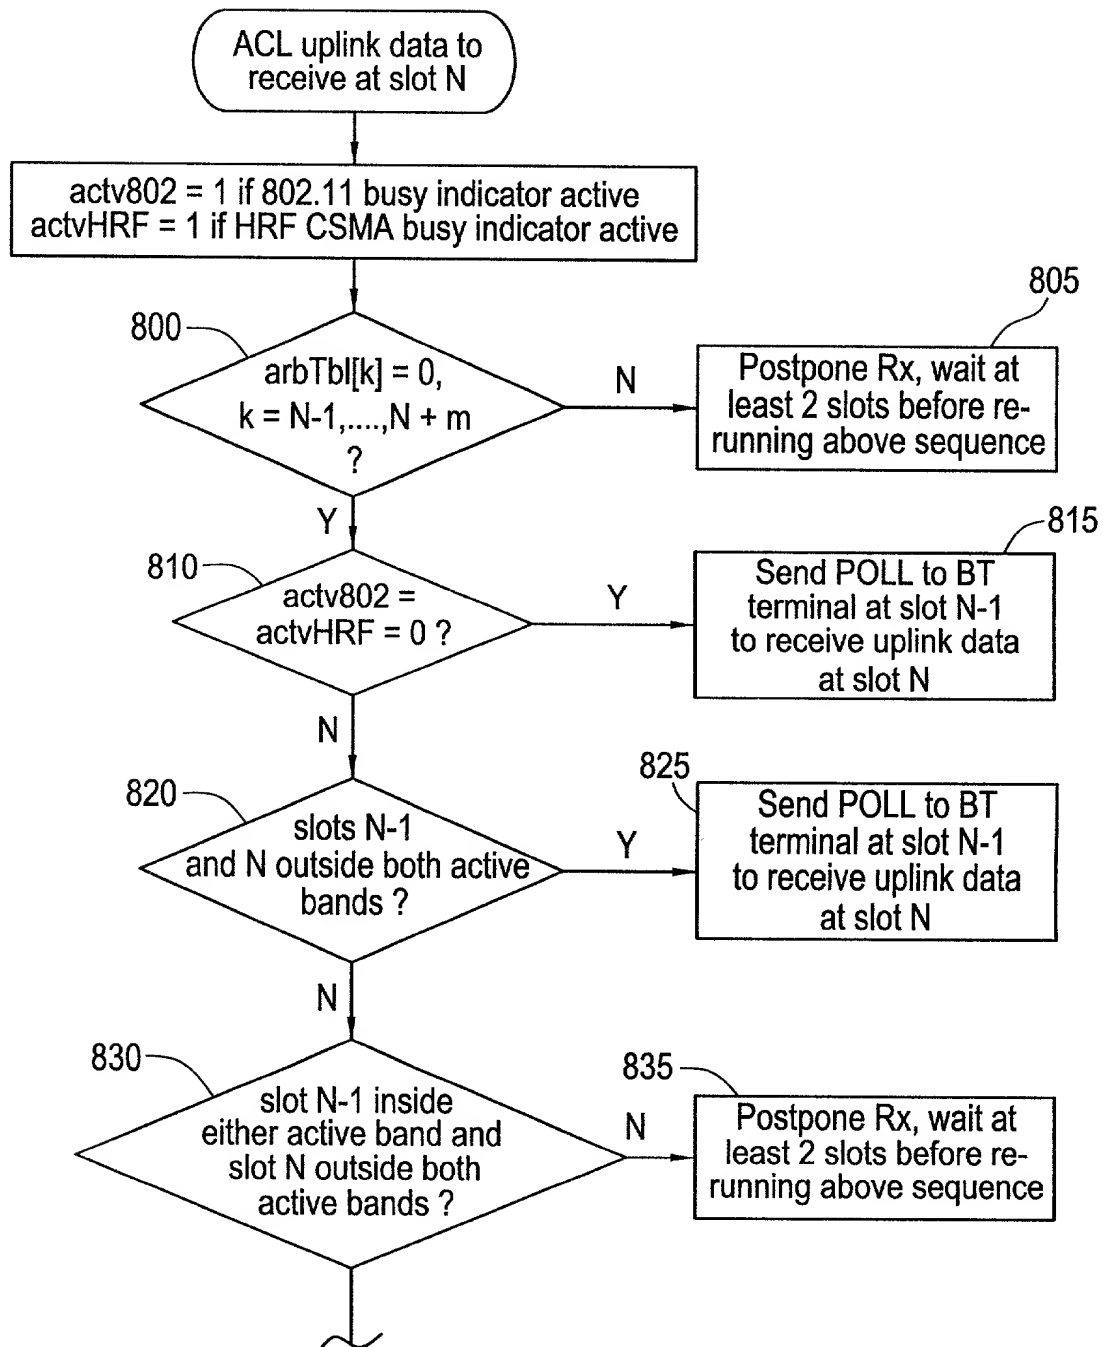 ACL uplink data to
receive at slot N
actv802 = 1 if 802.11 busy indicator active
actvHRF = 1 if HRF CSMA busy indicator active
800
arbTbl[k] = 0,
k = N-1,....,N + m
?
N
805
Postpone Rx, wait at
least 2 slots before re-
running above sequence
Y
810
actv802 =
actvHRF = 0 ?
Y
815
Send POLL to BT
terminal at slot N-1
to receive uplink data
at slot N
N
820
slots N-1
and N outside both active
bands ?
Y
825
Send POLL to BT
terminal at slot N-1
to receive uplink data
at slot N
N
830
slot N-1 inside
either active band and
slot N outside both
active bands ?
N
835
Postpone Rx, wait at
least 2 slots before re-
running above sequence